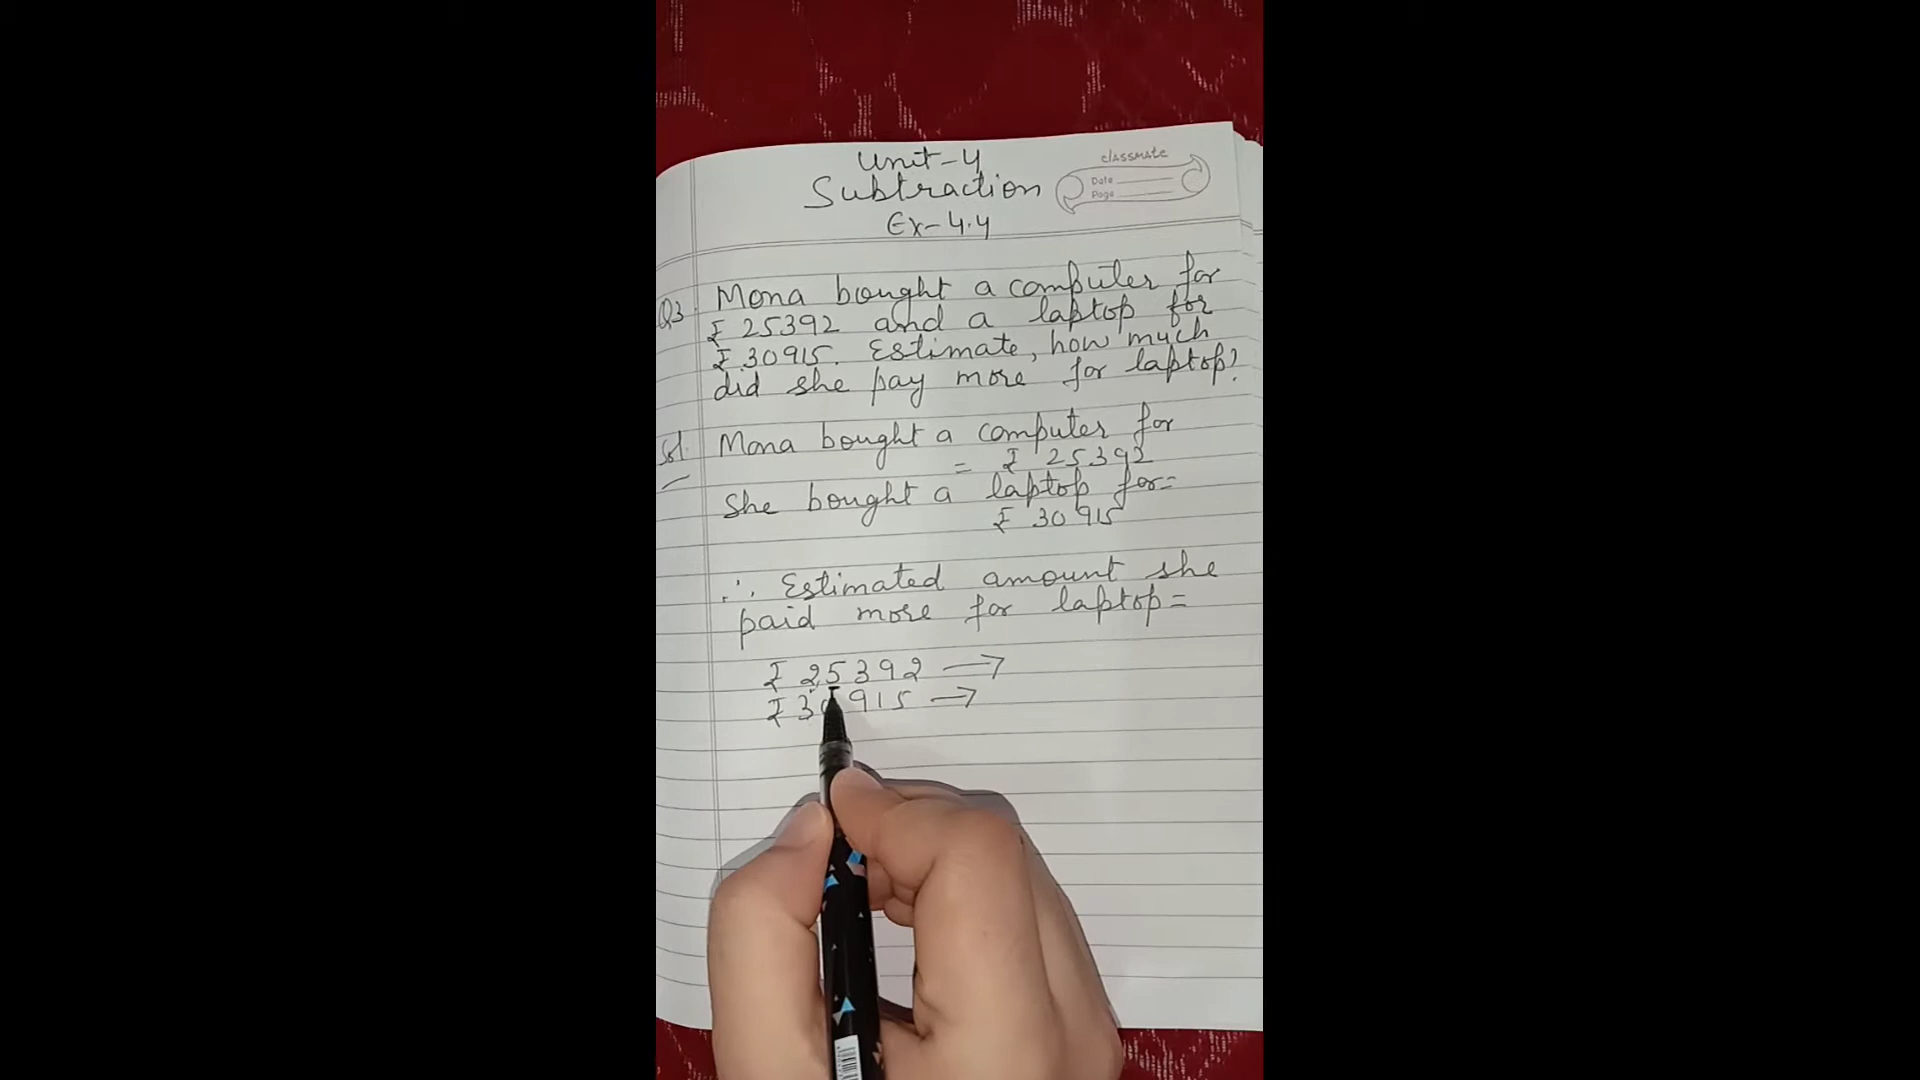 Unit-4
classmate
Subtraction
Date
Page
Ex-4.4
Q3. Mona bought a computer for
₹ 25392 and a laptop for
₹ 30915. Estimate, how much
did she pay more for laptop?
Sol. Mona bought a computer for
= ₹ 25392
She bought a laptop for=
₹ 30915
∴ Estimated amount she
paid more for laptop=
₹ 25392 →
₹ 30915 →